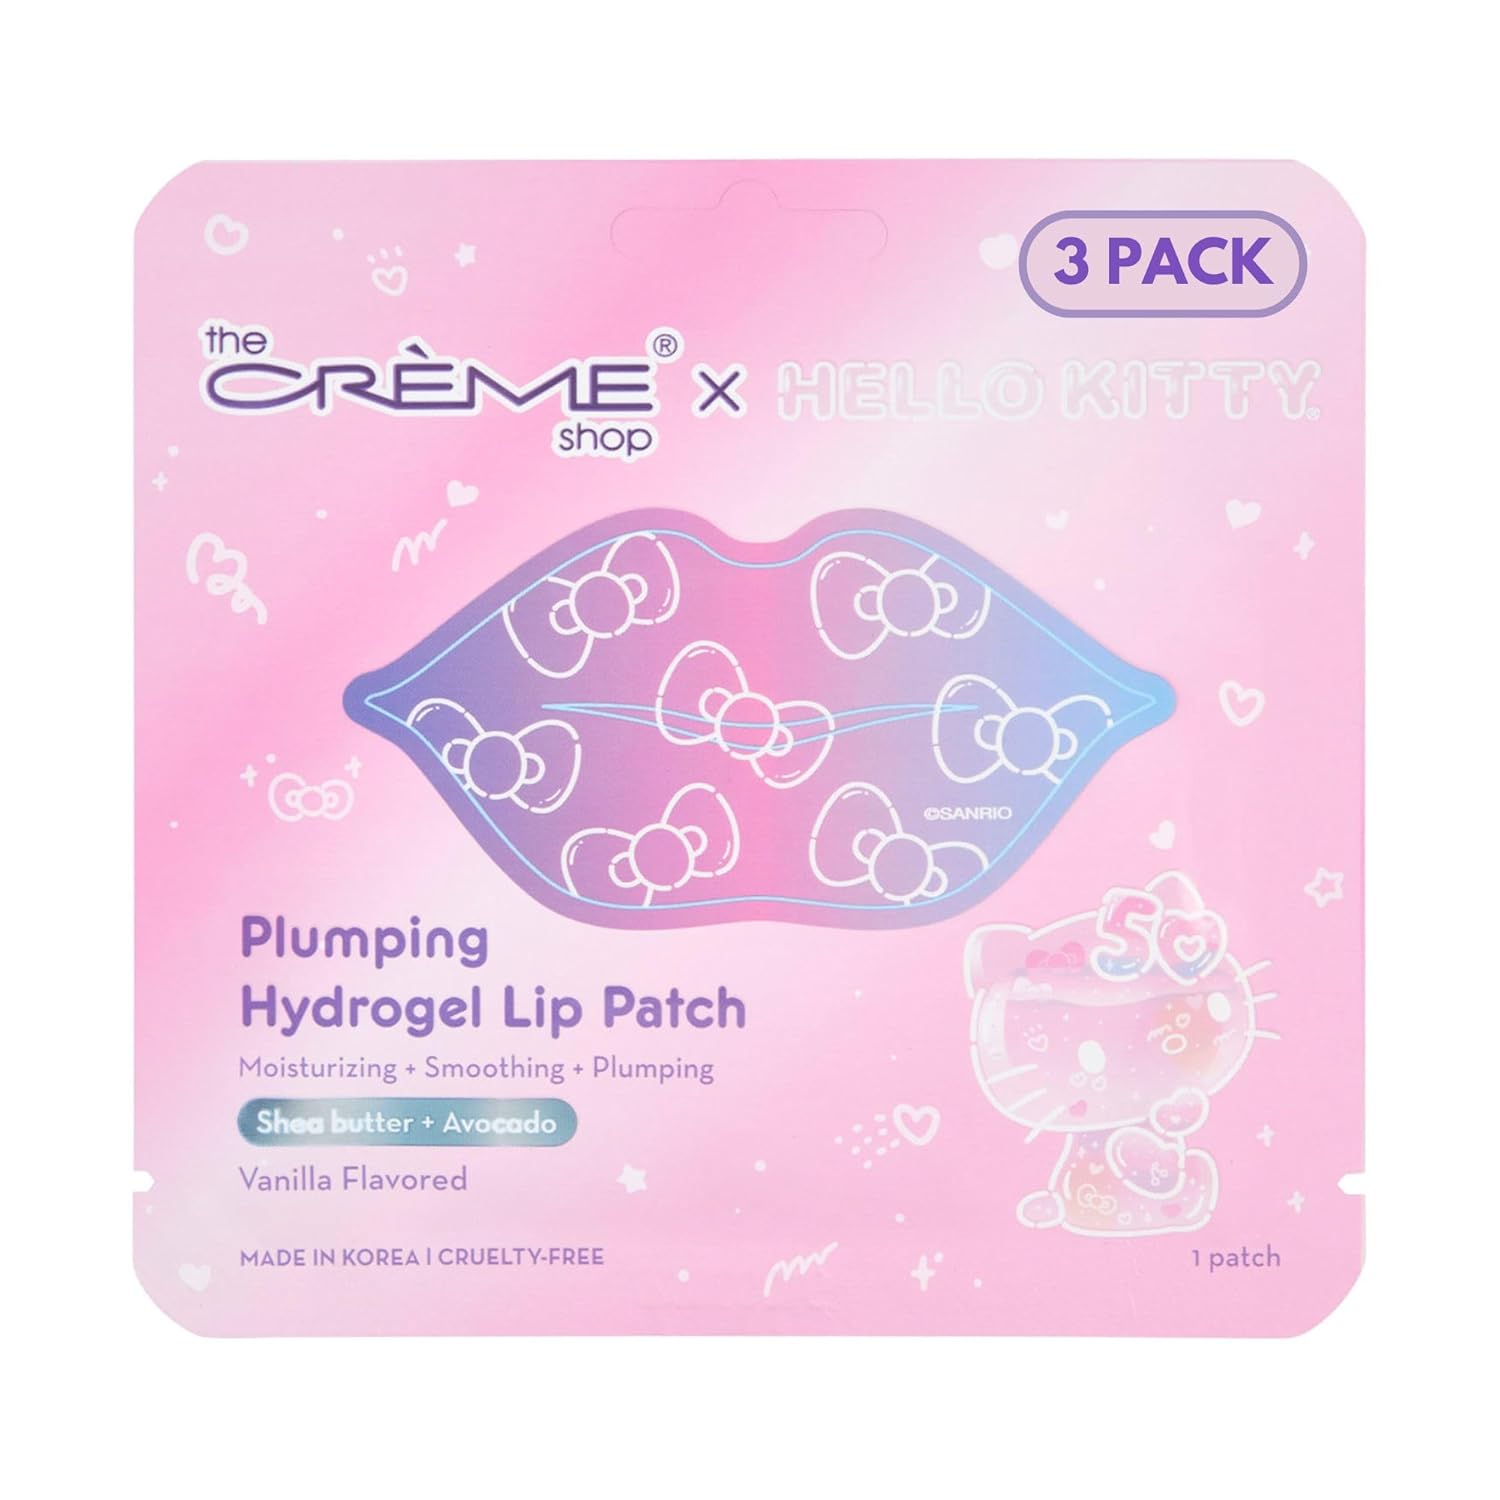 3 PACK
the
CRÈME® x HELLO KITTY®
shop
©SANRIO
50
Plumping
Hydrogel Lip Patch
Moisturizing + Smoothing + Plumping
Shea butter + Avocado
Vanilla Flavored
MADE IN KOREA | CRUELTY-FREE
1 patch